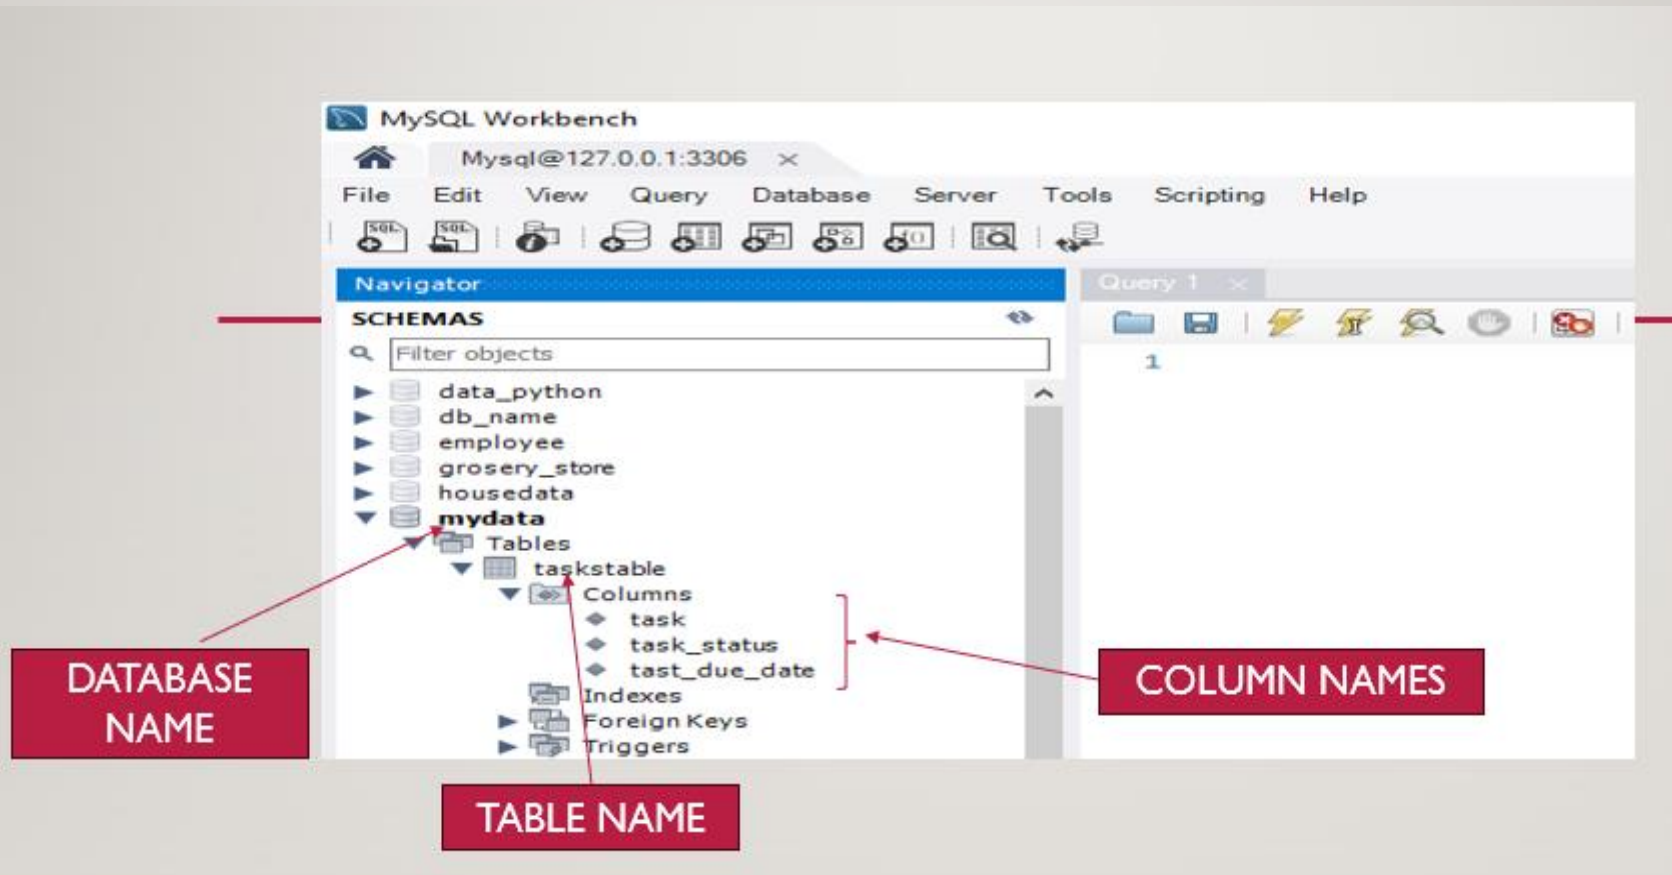 MySQL Workbench
Mysql@127.0.0.1:3306
File Edit View Query Database Server Tools Scripting Help
SQL SQL
Navigator
Query 1
SCHEMAS
Filter objects
1
data_python
db_name
employee
grosery_store
housedata
mydata
Tables
taskstable
Columns
task
task_status
tast_due_date
Indexes
Foreign Keys
Triggers
DATABASE
NAME
COLUMN NAMES
TABLE NAME